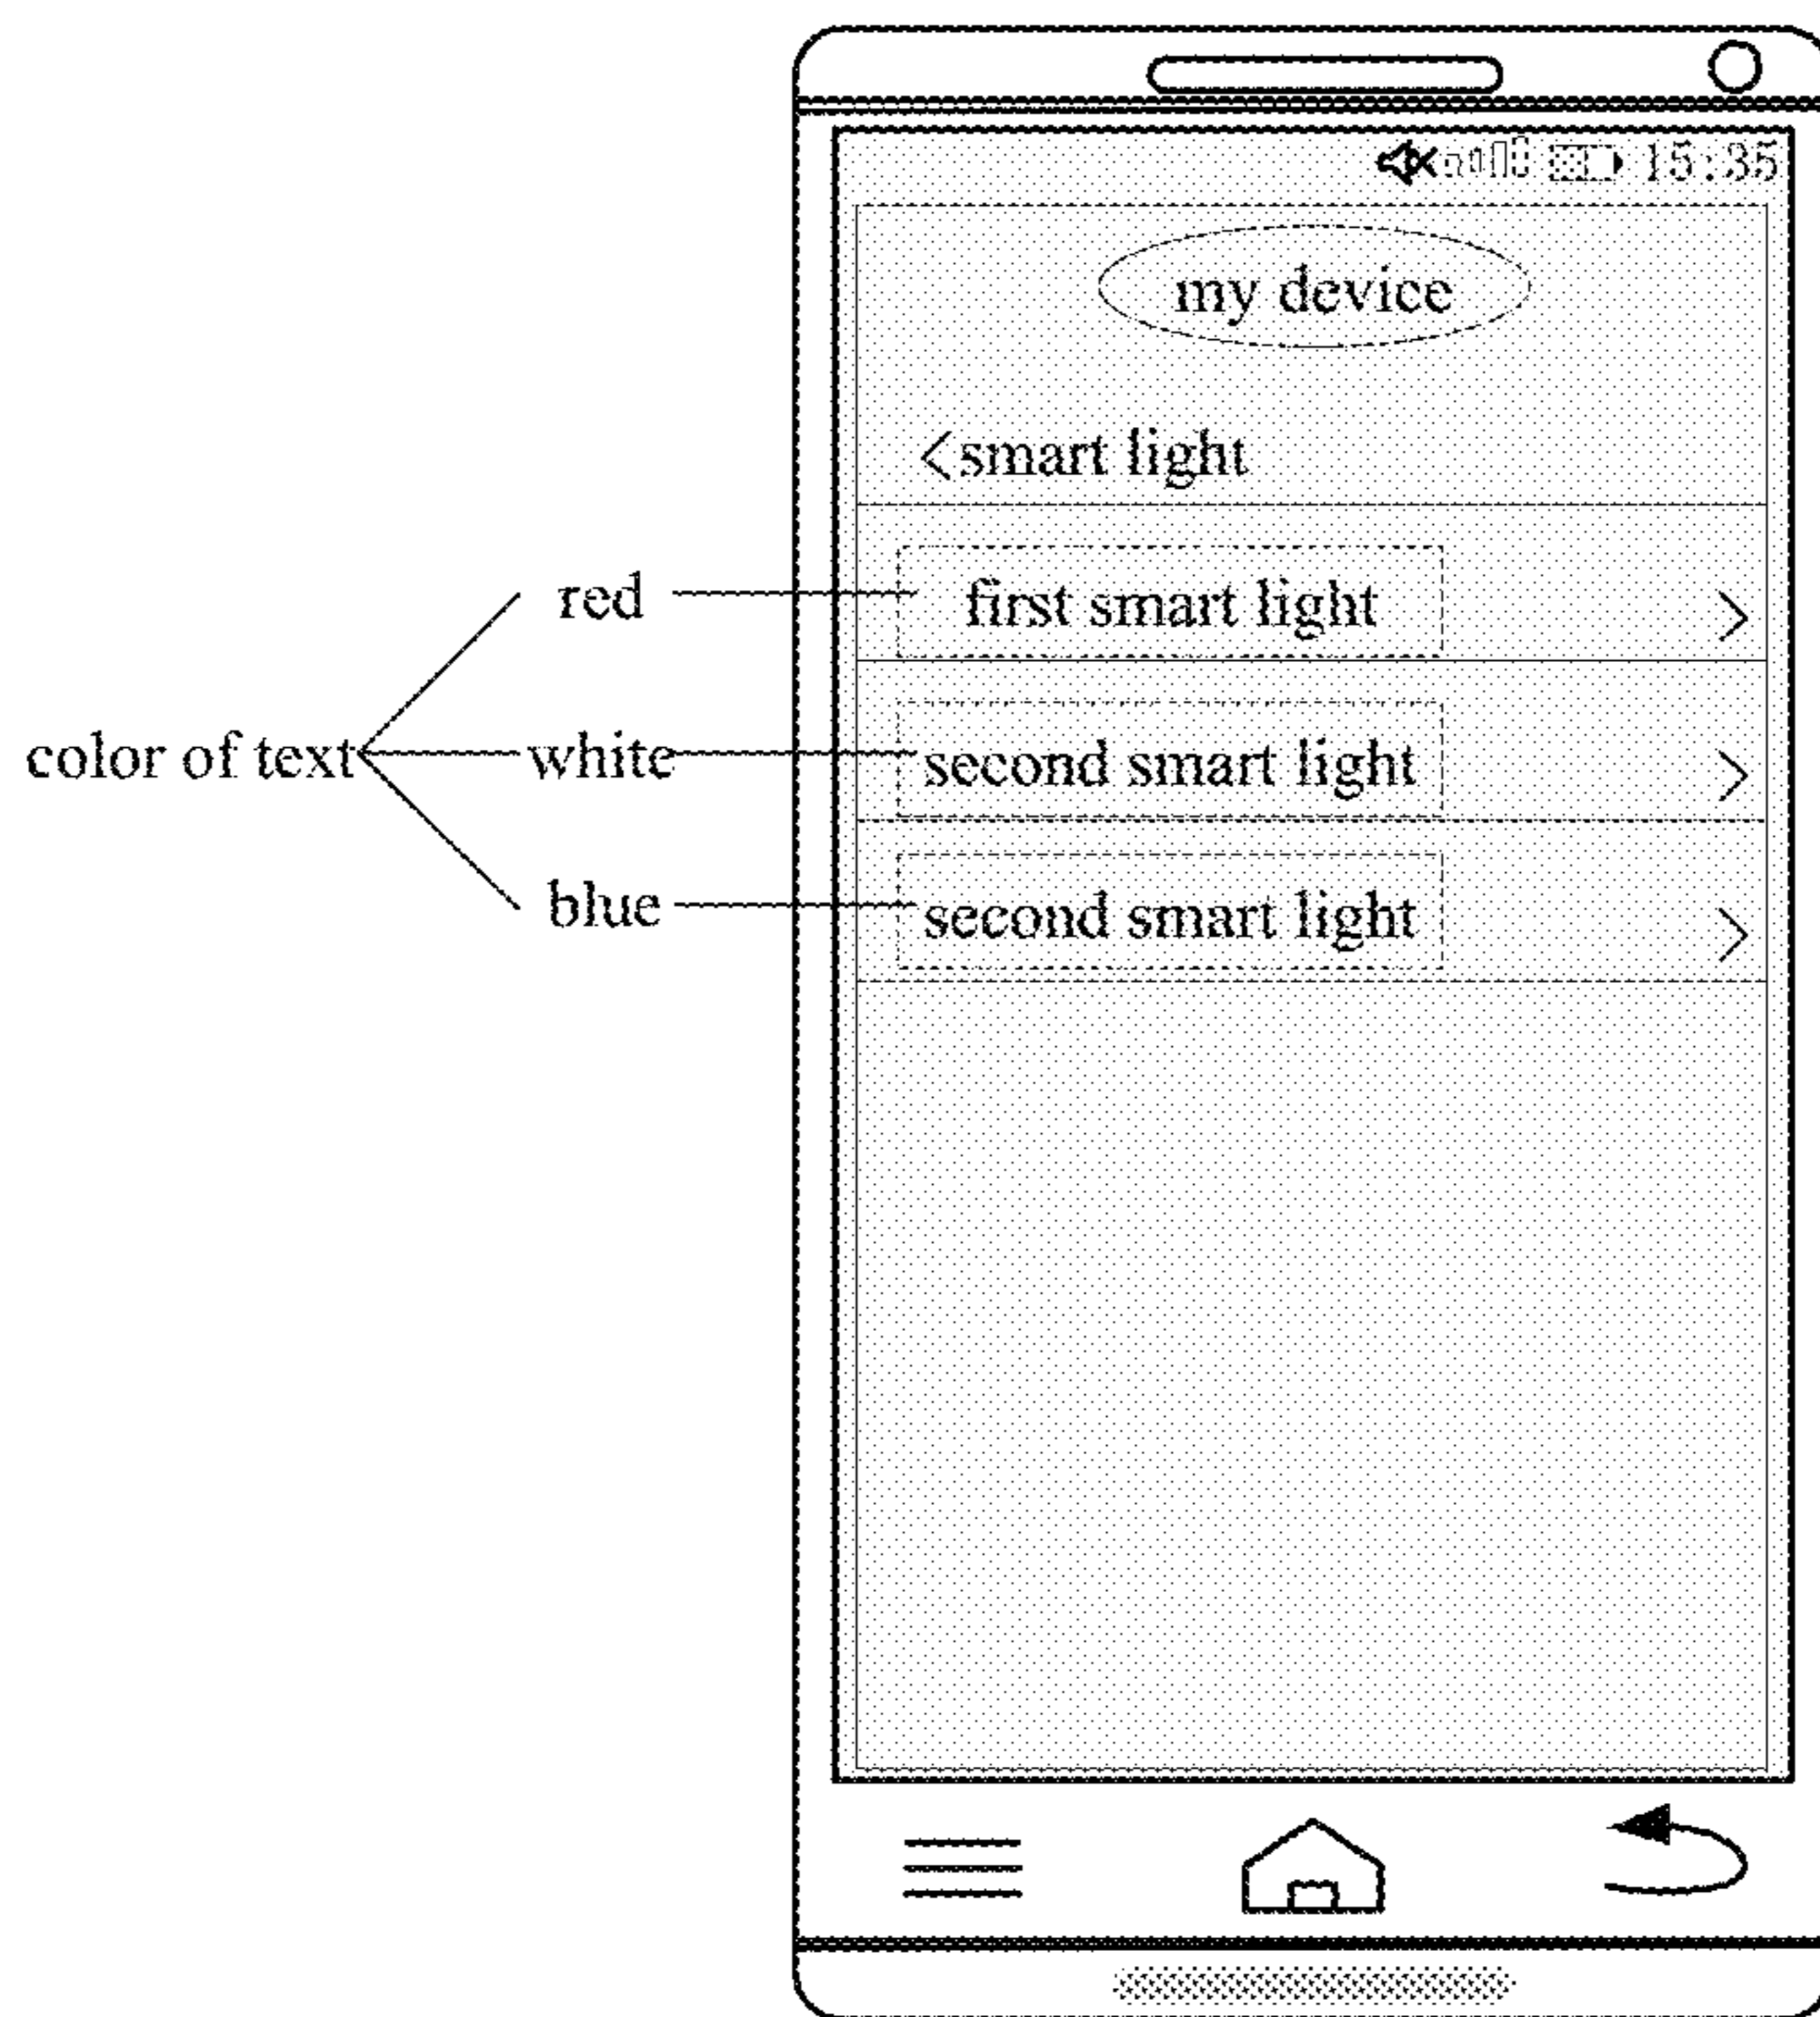 15:35
my device
<smart light
red first smart light >
color of text white second smart light >
blue second smart light >